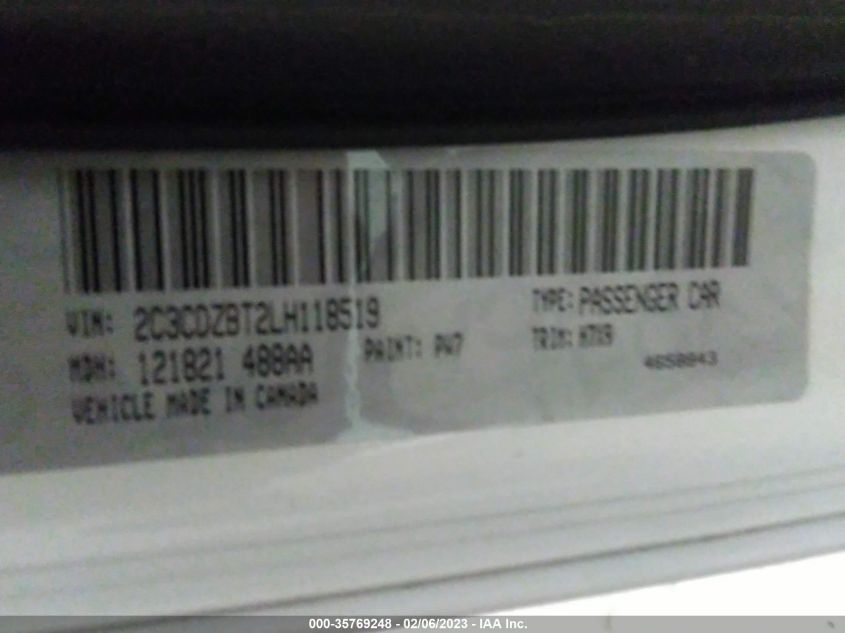 VIN: 2C3CDZBT2LH118519
TYPE: PASSENGER CAR
MDH: 121821 488AA
PAINT: PW7
TRIM: H7X9
VEHICLE MADE IN CANADA
4658843
000-35769248 - 02/06/2023 - IAA Inc.